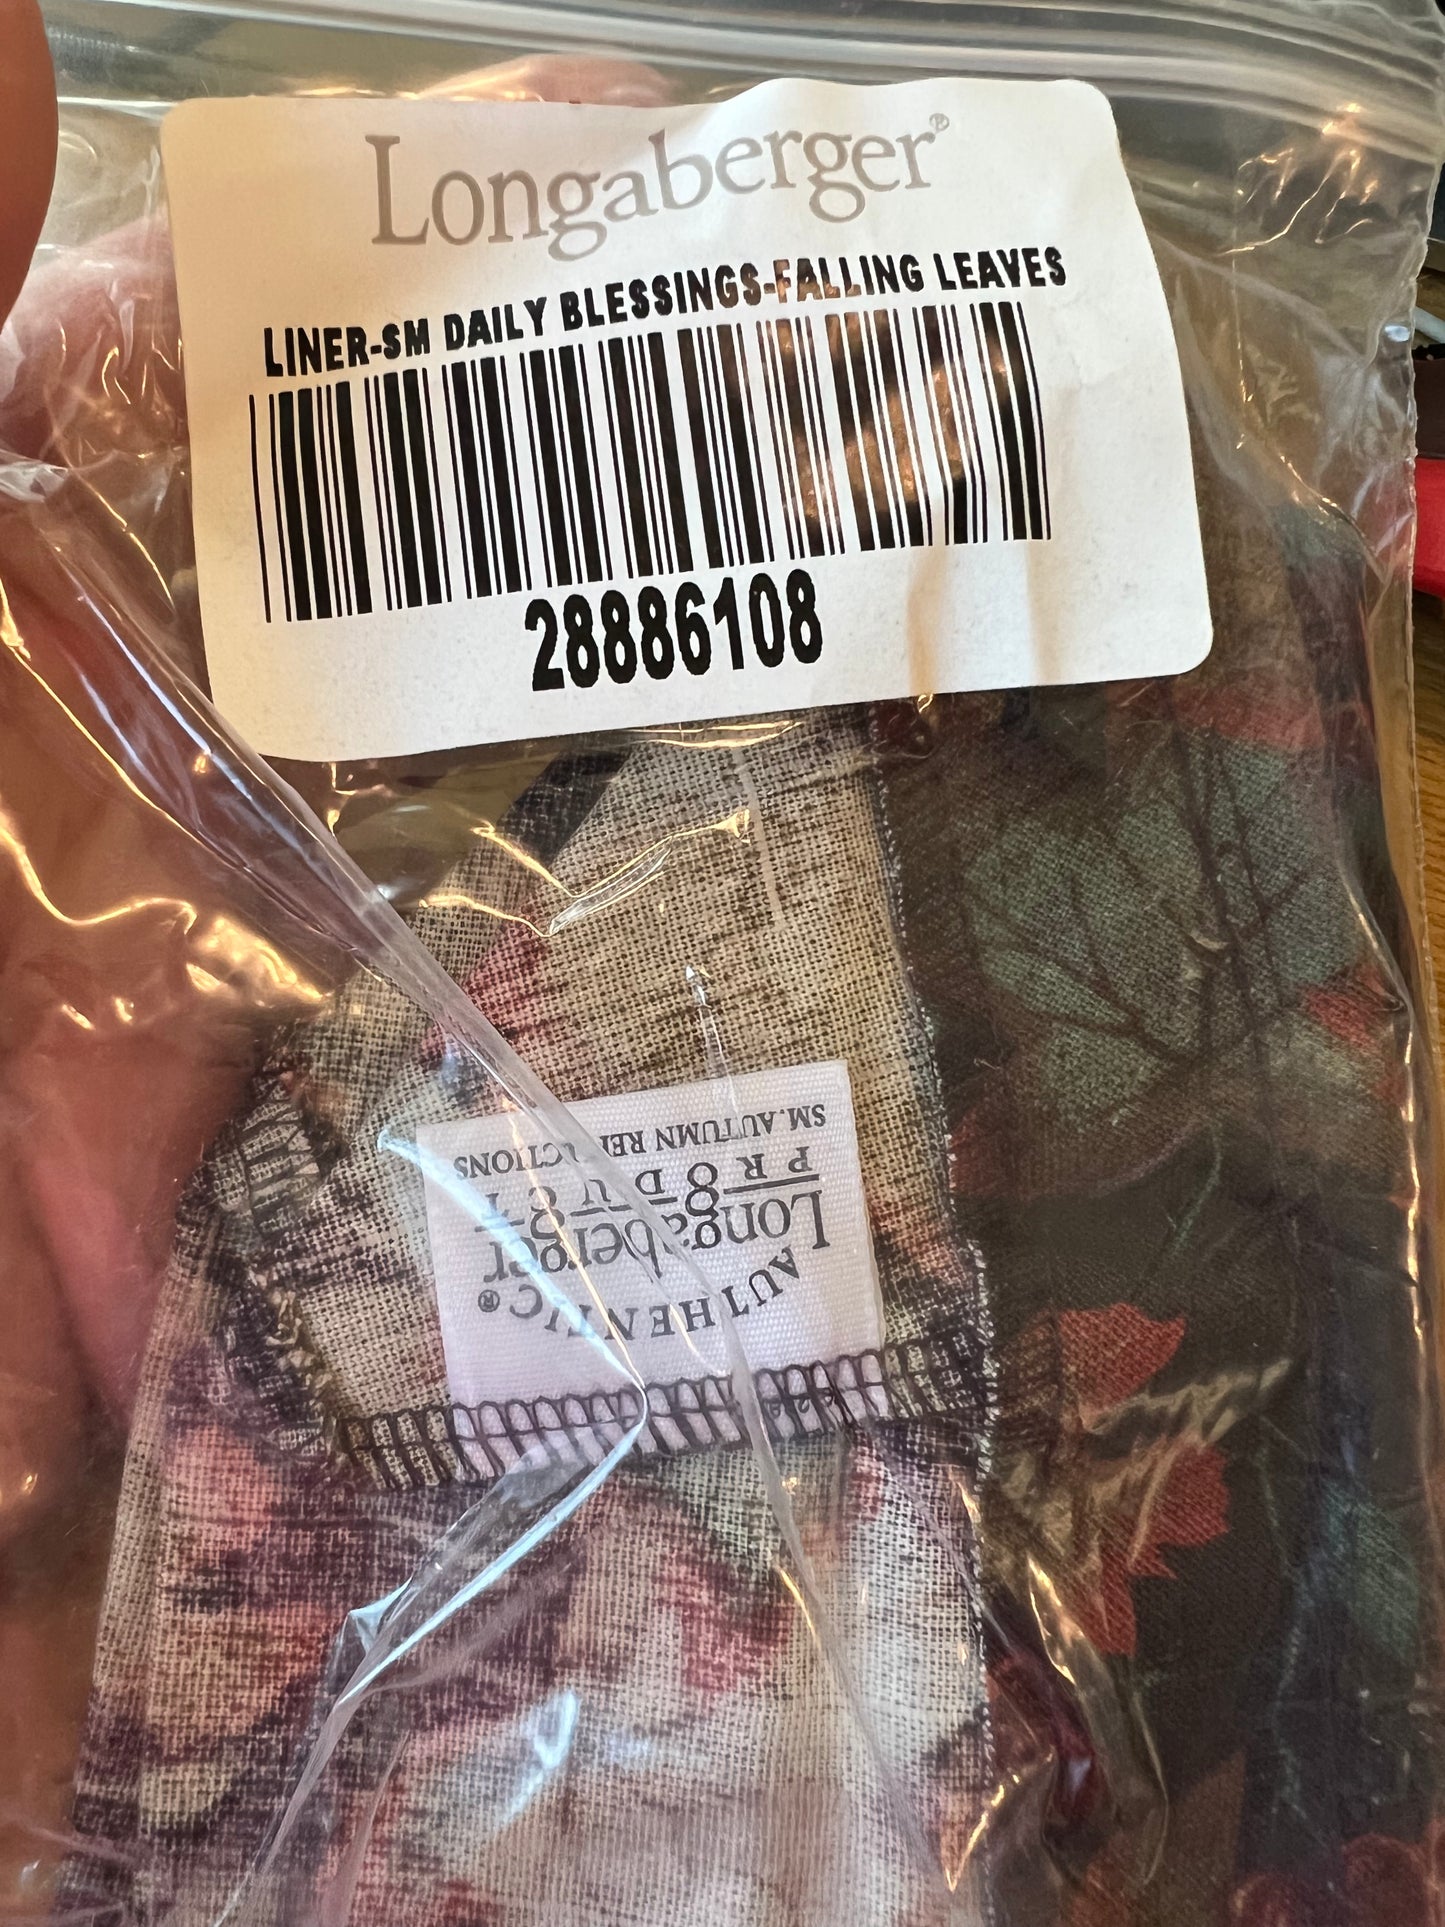 Longaberger®
LINER-SM DAILY BLESSINGS-FALLING LEAVES
28886108
AUTHENTIC
Longaberger®
PRODUCT
SM. AUTUMN REFLECTIONS